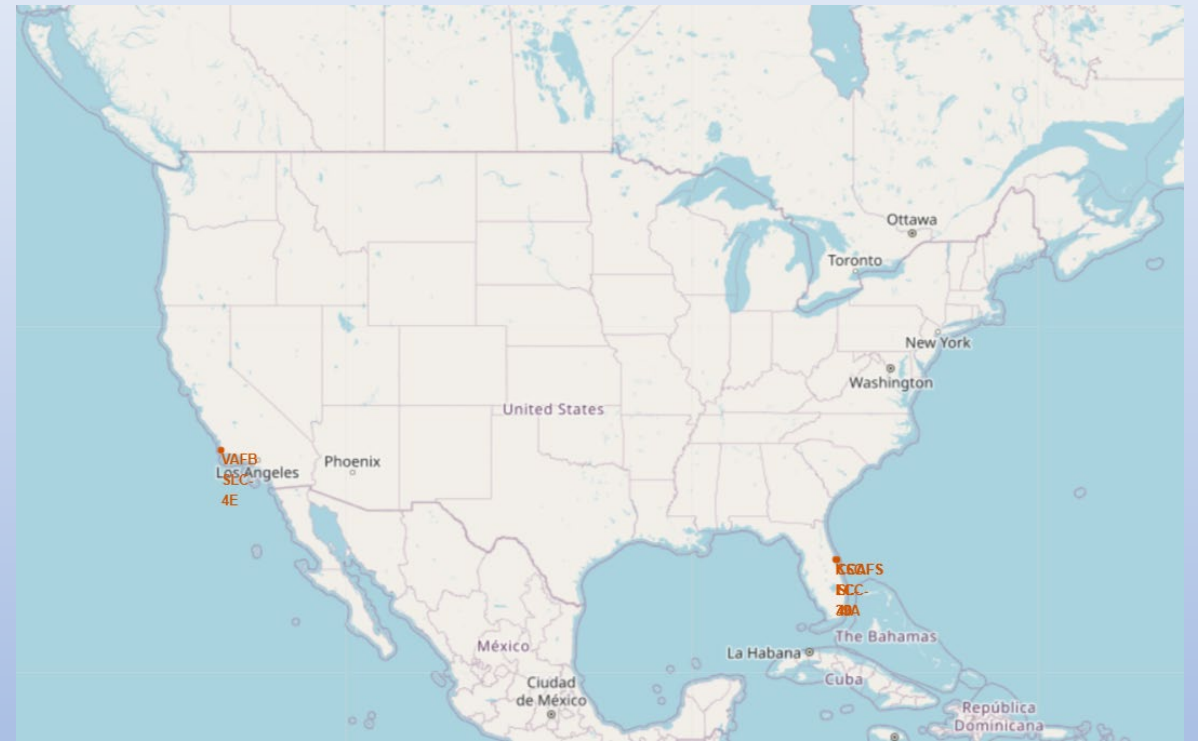 Ottawa
Toronto
New York
Washington
United States
VAFB
Los Angeles
SLC-
4E
Phoenix
The Bahamas
México
La Habana
Cuba
Ciudad
de México
República
Dominicana